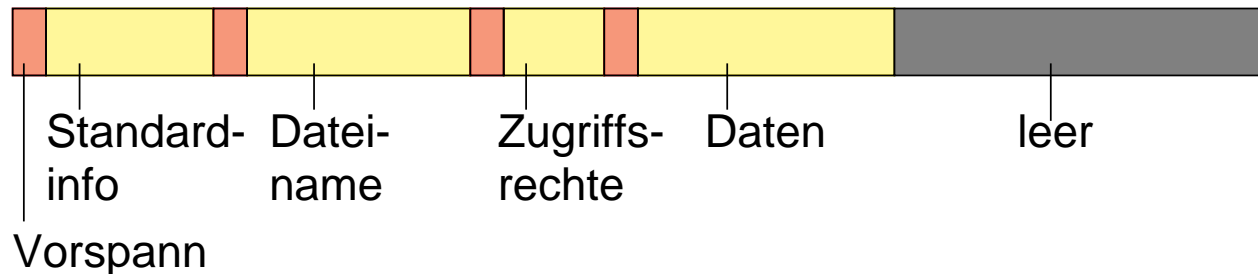 Standard-
info
Datei-
name
Zugriffs-
rechte
Daten
leer
Vorspann